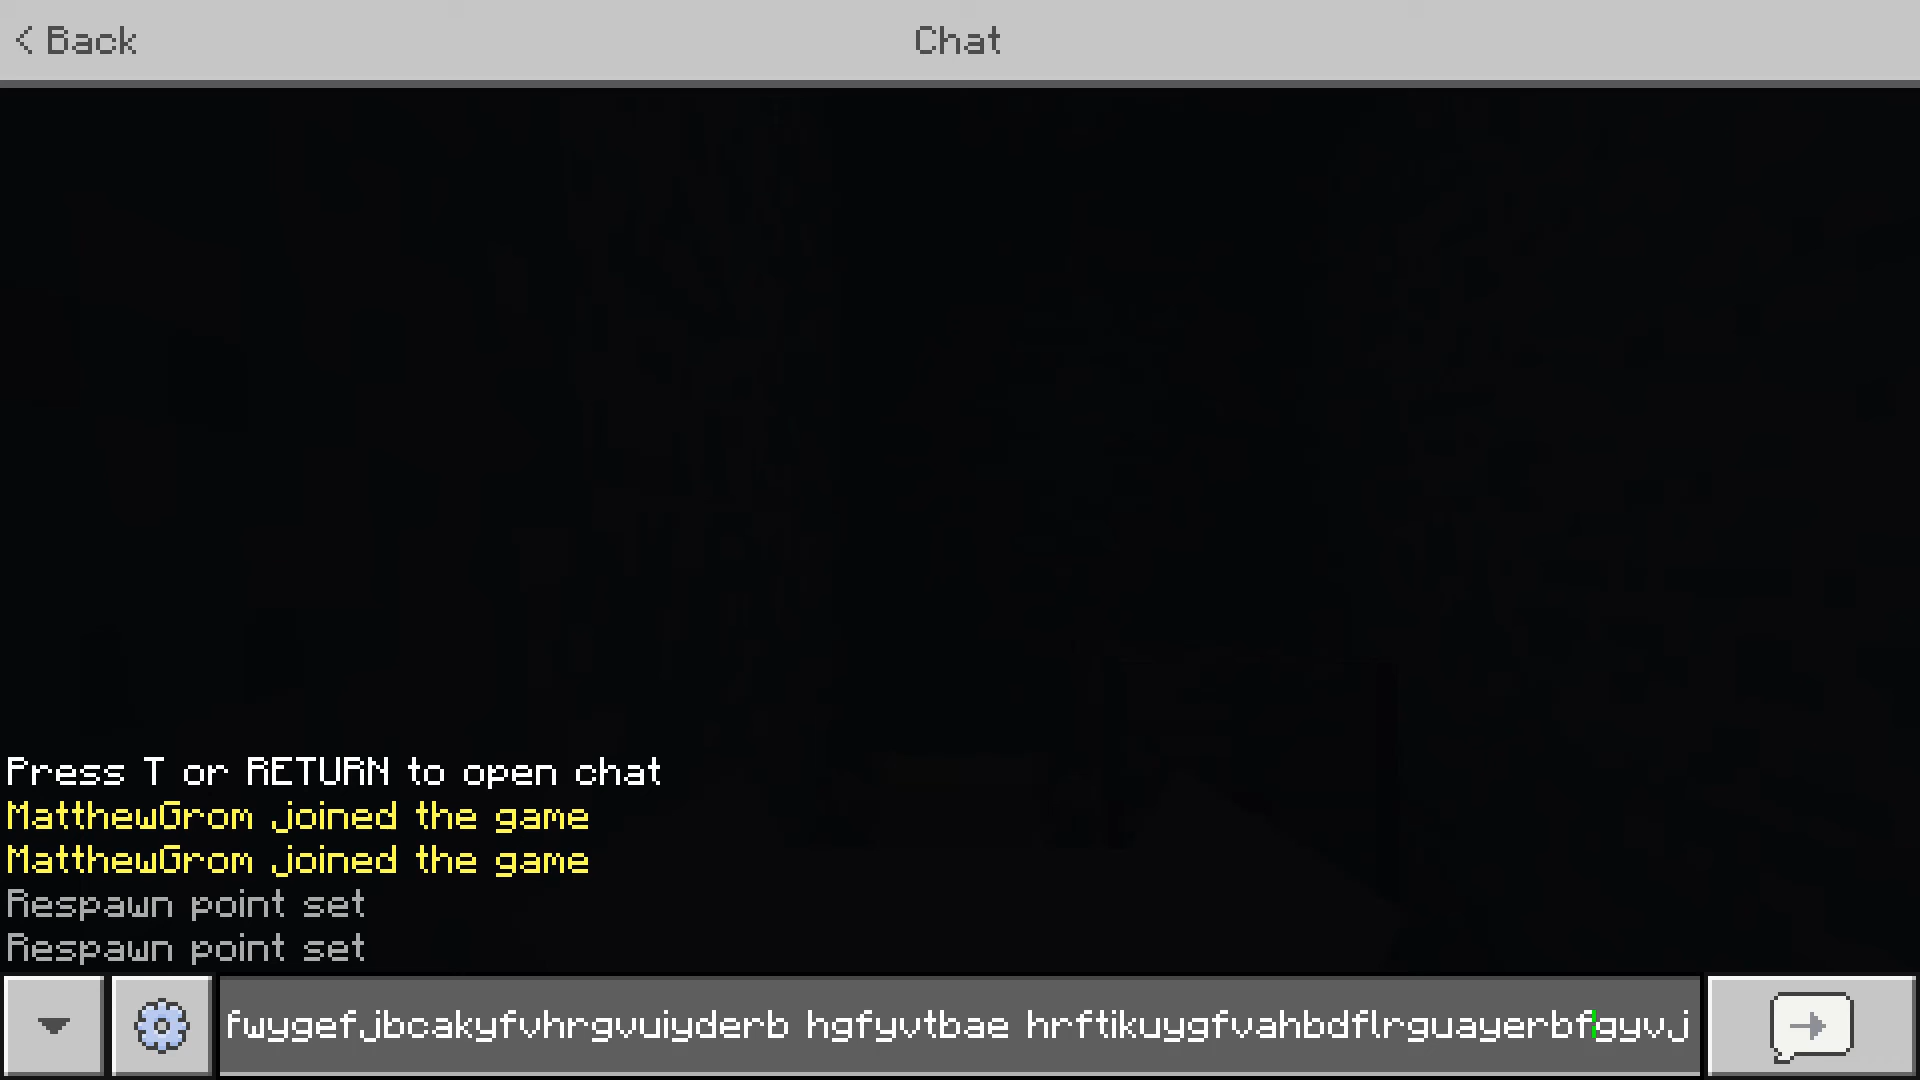 < Back
Chat
Press T or RETURN to open chat
MatthewGrom joined the game
MatthewGrom joined the game
Respawn point set
Respawn point set
fwygefjbcakyfvhrgvuiyderb hgfyvtbae hrftikuygfvahbdflrguayerbfgyvj